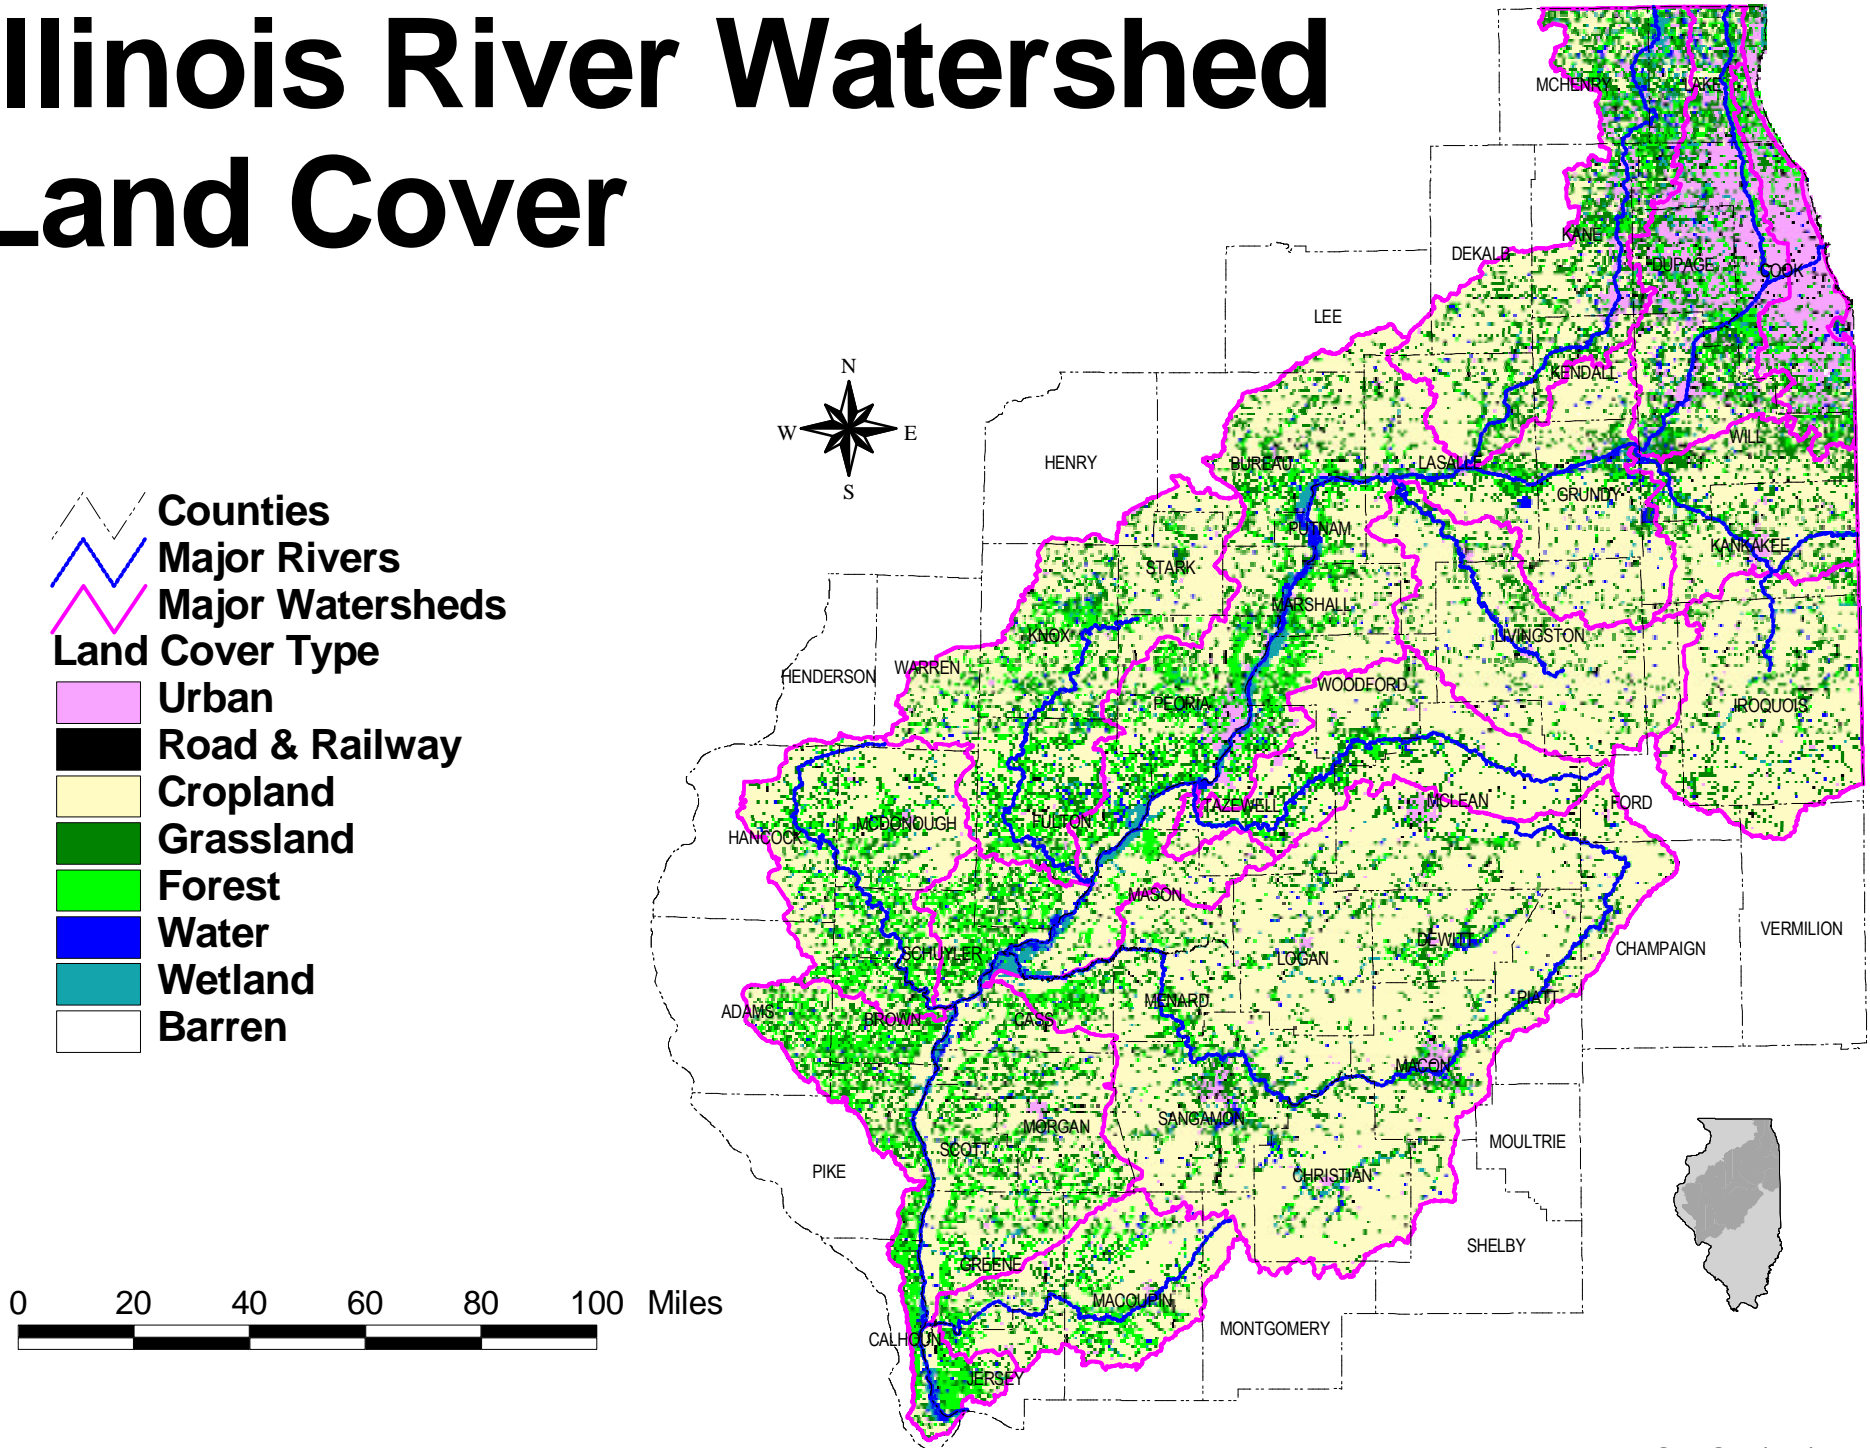 Illinois River Watershed
Land Cover
MCHENRY
LAKE
KANE
DEKALB
DUPAGE
COOK
LEE
KENDALL
N
W
E
S
WILL
HENRY
BUREAU
LASALLE
GRUNDY
PUTNAM
KANKAKEE
STARK
MARSHALL
KNOX
LIVINGSTON
HENDERSON
WARREN
WOODFORD
PEORIA
IROQUOIS
TAZEWELL
MCLEAN
FORD
HANCOCK
MCDONOUGH
FULTON
MASON
VERMILION
CHAMPAIGN
DEWITT
LOGAN
SCHUYLER
PIATT
MENARD
ADAMS
BROWN
CASS
MACON
MORGAN
SANGAMON
SCOTT
MOULTRIE
PIKE
CHRISTIAN
SHELBY
GREENE
MACOUPIN
MONTGOMERY
CALHOUN
JERSEY
Counties
Major Rivers
Major Watersheds
Land Cover Type
Urban
Road & Railway
Cropland
Grassland
Forest
Water
Wetland
Barren
0 20 40 60 80 100 Miles